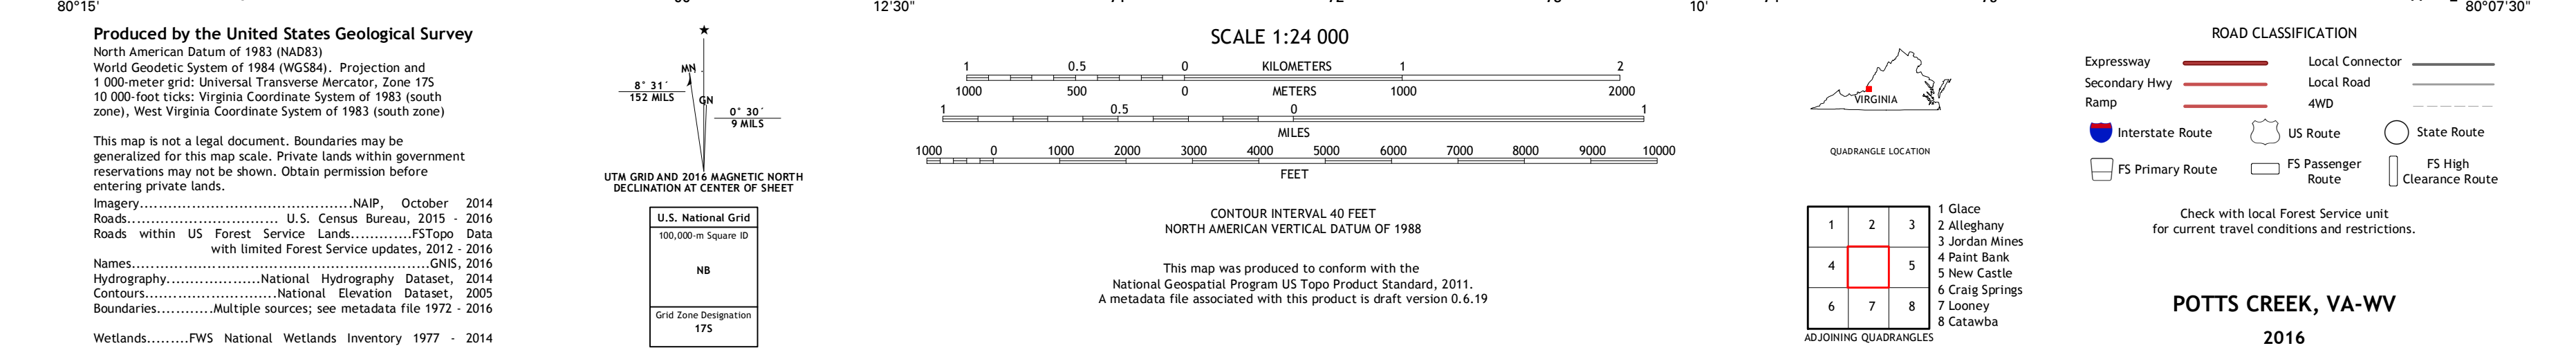 80°15' 12'30" 10' 80°07'30"
Produced by the United States Geological Survey
North American Datum of 1983 (NAD83)
World Geodetic System of 1984 (WGS84). Projection and
1 000-meter grid: Universal Transverse Mercator, Zone 17S
10 000-foot ticks: Virginia Coordinate System of 1983 (south
zone), West Virginia Coordinate System of 1983 (south zone)
This map is not a legal document. Boundaries may be
generalized for this map scale. Private lands within government
reservations may not be shown. Obtain permission before
entering private lands.
Imagery....................................................NAIP, October 2014
Roads.............................. U.S. Census Bureau, 2015 - 2016
Roads within US Forest Service Lands............FSTopo Data
with limited Forest Service updates, 2012 - 2016
Names............................................................GNIS, 2016
Hydrography....................National Hydrography Dataset, 2014
Contours............................National Elevation Dataset, 2005
Boundaries...........Multiple sources; see metadata file 1972 - 2016
Wetlands.........FWS National Wetlands Inventory 1977 - 2014
★
MN
GN
8° 31´
152 MILS
0° 30´
9 MILS
UTM GRID AND 2016 MAGNETIC NORTH
DECLINATION AT CENTER OF SHEET
U.S. National Grid
100,000-m Square ID
NB
Grid Zone Designation
17S
SCALE 1:24 000
1 0.5 0 KILOMETERS 1 2
1000 500 0 METERS 1000 2000
1 0.5 0 1
MILES
1000 0 1000 2000 3000 4000 5000 6000 7000 8000 9000 10000
FEET
CONTOUR INTERVAL 40 FEET
NORTH AMERICAN VERTICAL DATUM OF 1988
This map was produced to conform with the
National Geospatial Program US Topo Product Standard, 2011.
A metadata file associated with this product is draft version 0.6.19
VIRGINIA
QUADRANGLE LOCATION
1 2 3
4 5
6 7 8
ADJOINING QUADRANGLES
1 Glace
2 Alleghany
3 Jordan Mines
4 Paint Bank
5 New Castle
6 Craig Springs
7 Looney
8 Catawba
ROAD CLASSIFICATION
Expressway Local Connector
Secondary Hwy Local Road
Ramp 4WD
Interstate Route US Route State Route
FS Primary Route
FS Passenger
Route
FS High
Clearance Route
Check with local Forest Service unit
for current travel conditions and restrictions.
POTTS CREEK, VA-WV
2016